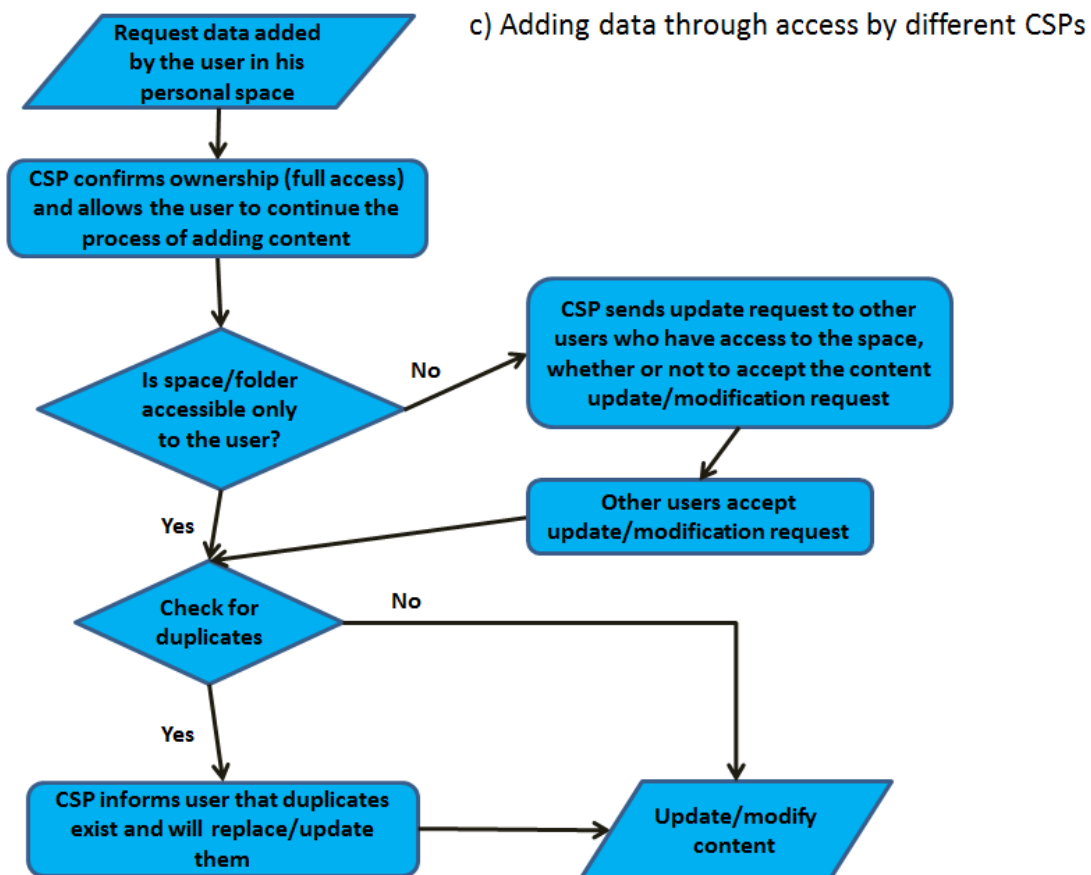 c) Adding data through access by different CSPs
Request data added
by the user in his
personal space
CSP confirms ownership (full access)
and allows the user to continue the
process of adding content
Is space/folder
accessible only
to the user?
No
CSP sends update request to other
users who have access to the space,
whether or not to accept the content
update/modification request
Other users accept
update/modification request
Yes
Check for
duplicates
No
Yes
CSP informs user that duplicates
exist and will replace/update
them
Update/modify
content